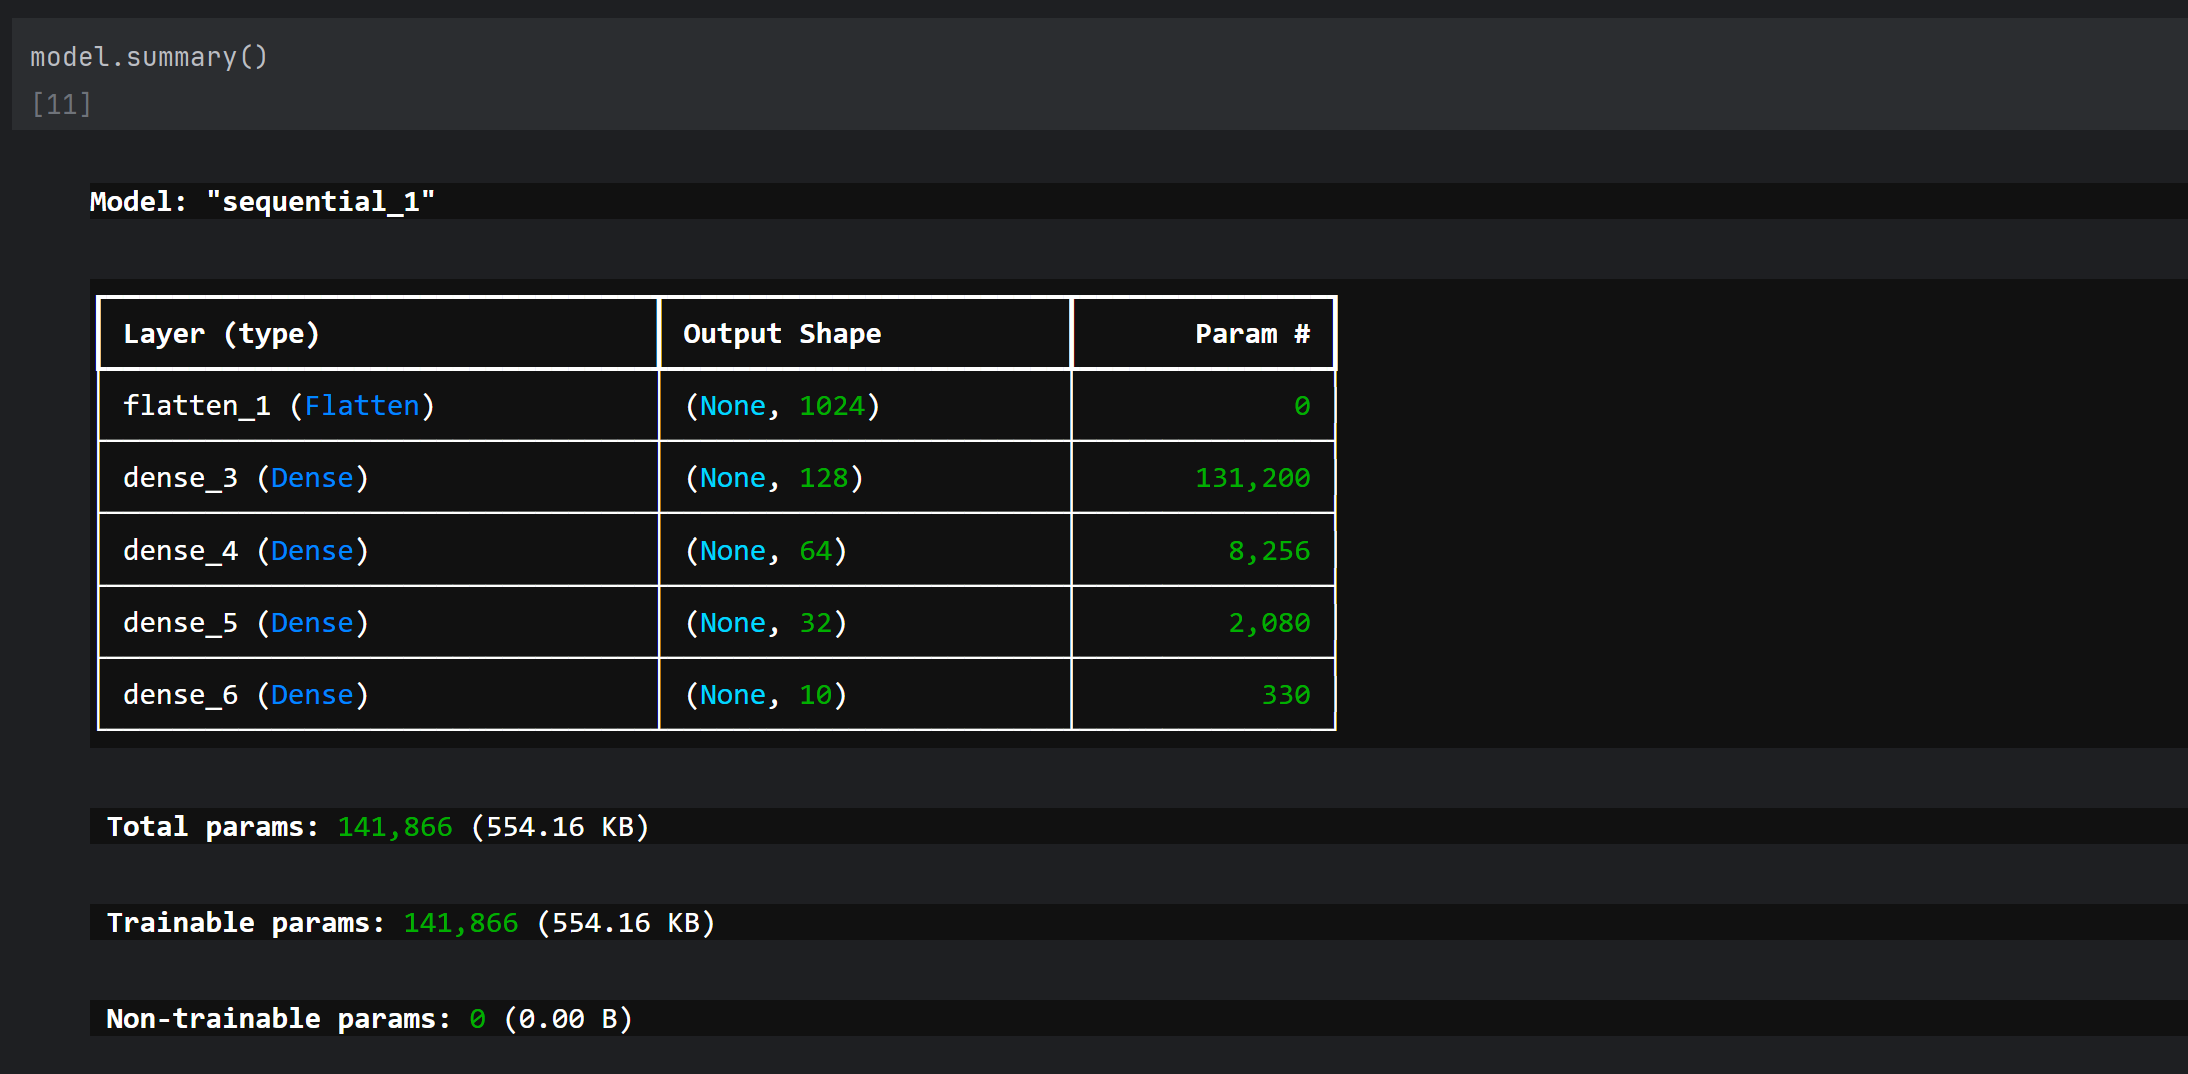 model.summary()
[11]
Model: "sequential_1"
Layer (type) Output Shape Param #
flatten_1 (Flatten) (None, 1024) 0
dense_3 (Dense) (None, 128) 131,200
dense_4 (Dense) (None, 64) 8,256
dense_5 (Dense) (None, 32) 2,080
dense_6 (Dense) (None, 10) 330
Total params: 141,866 (554.16 KB)
Trainable params: 141,866 (554.16 KB)
Non-trainable params: 0 (0.00 B)